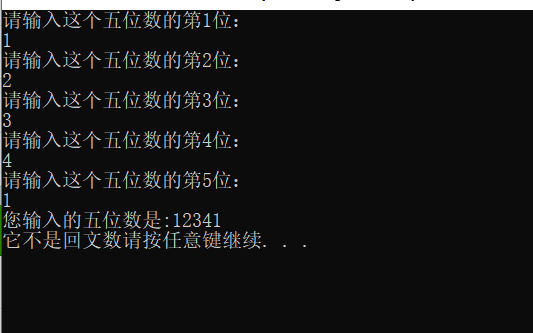 请输入这个五位数的第1位：
1
请输入这个五位数的第2位：
2
请输入这个五位数的第3位：
3
请输入这个五位数的第4位：
4
请输入这个五位数的第5位：
1
您输入的五位数是:12341
它不是回文数请按任意键继续. . .